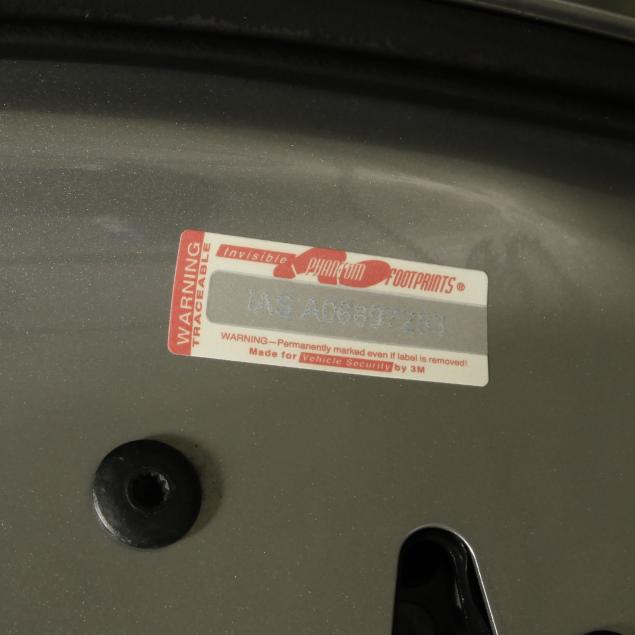 WARNING
TRACEABLE
Invisible PHANTOM FOOTPRINTS®
IAS A06897253
WARNING—Permanently marked even if label is removed!
Made for Vehicle Security by 3M